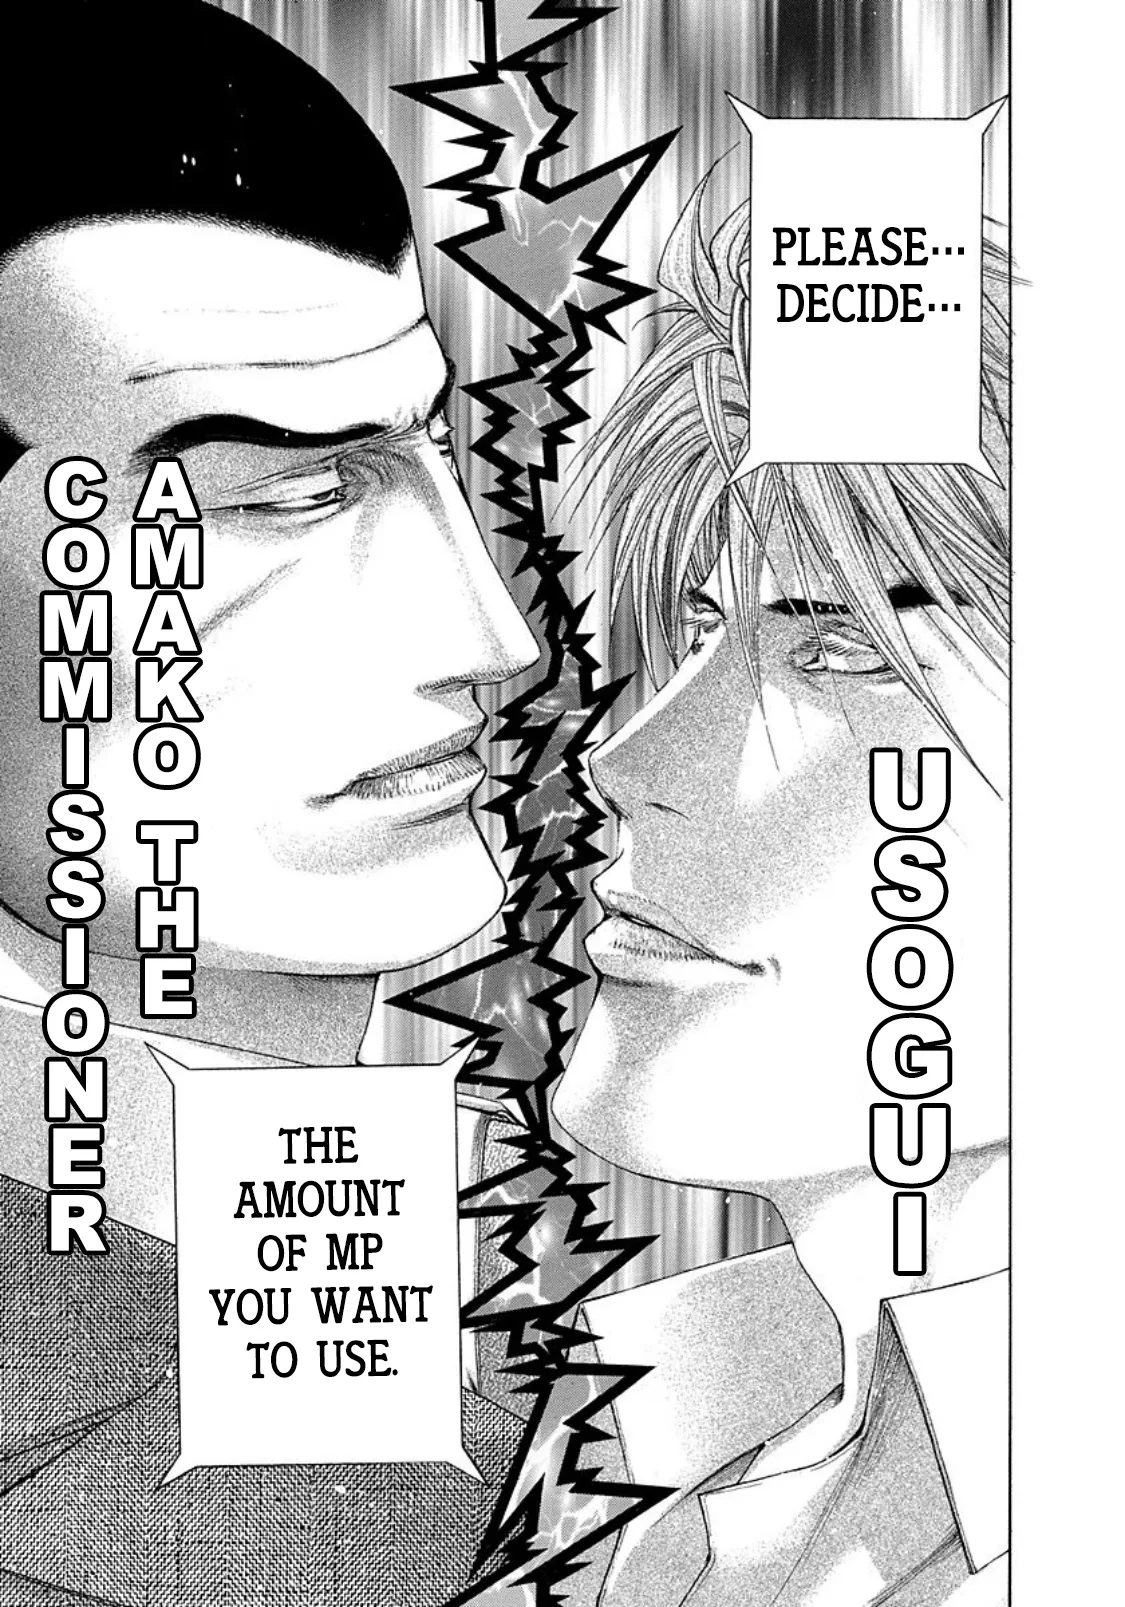 PLEASE…
DECIDE…
USOGUI
AMAKO THE
COMMISSIONER
THE
AMOUNT
OF MP
YOU WANT
TO USE.